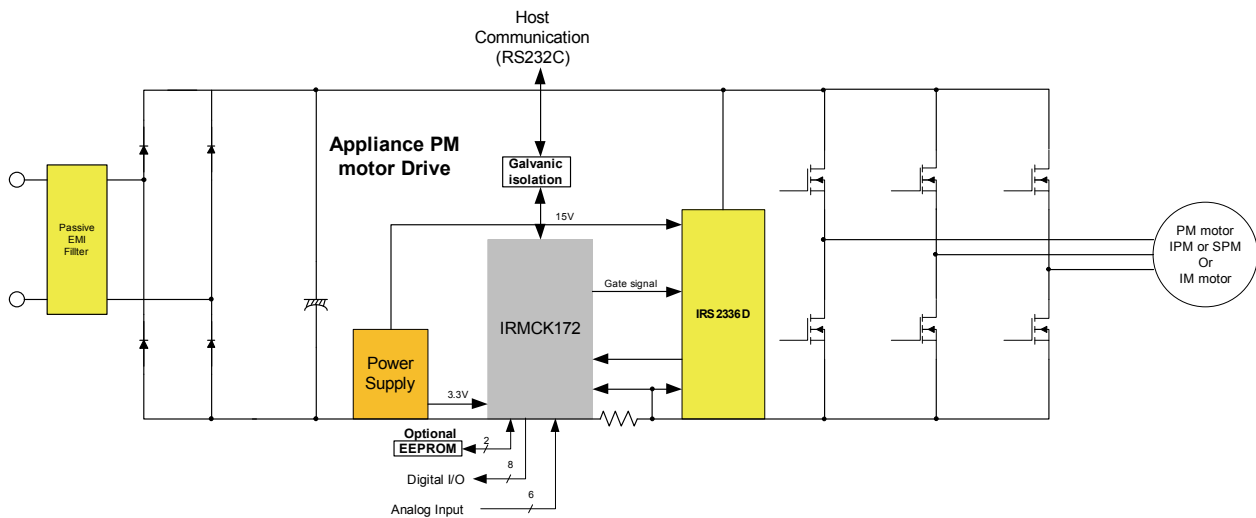 Host
Communication
(RS232C)
Appliance PM
motor Drive
Galvanic
isolation
Passive
EMI
Fillter
15V
Gate signal
IRMCK172
IRS2336D
PM motor
IPM or SPM
Or
IM motor
Power
Supply
3.3V
Optional
EEPROM
2
Digital I/O
8
Analog Input
6